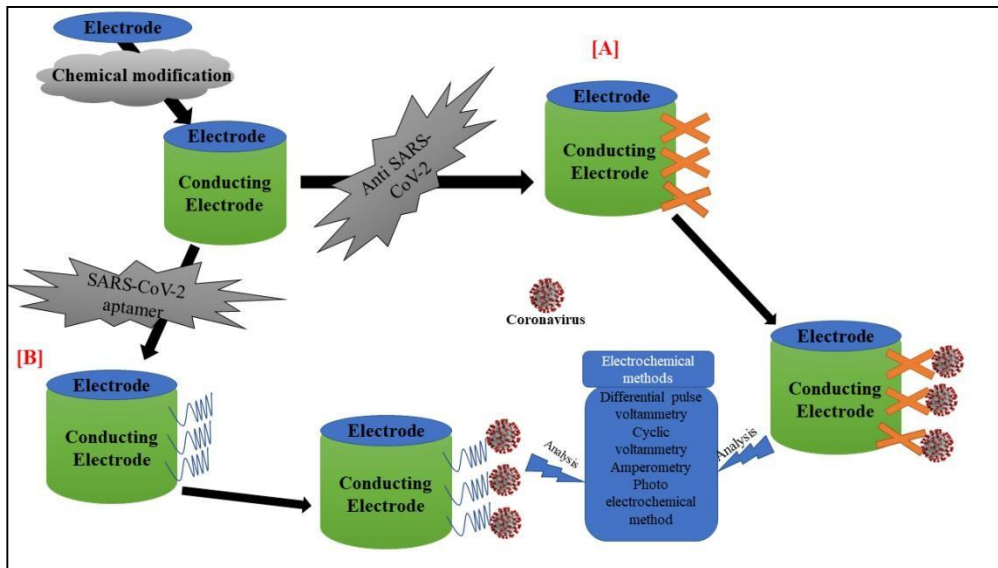 Electrode
Chemical modification
Electrode
Conducting
Electrode
Anti SARS-
CoV-2
[A]
Electrode
Conducting
Electrode
SARS-CoV-2
aptamer
Coronavirus
[B]
Electrode
Conducting
Electrode
Electrode
Conducting
Electrode
Analysis
Electrochemical
methods
Differential pulse
voltammetry
Cyclic
voltammetry
Amperometry
Photo
electrochemical
method
Analysis
Electrode
Conducting
Electrode